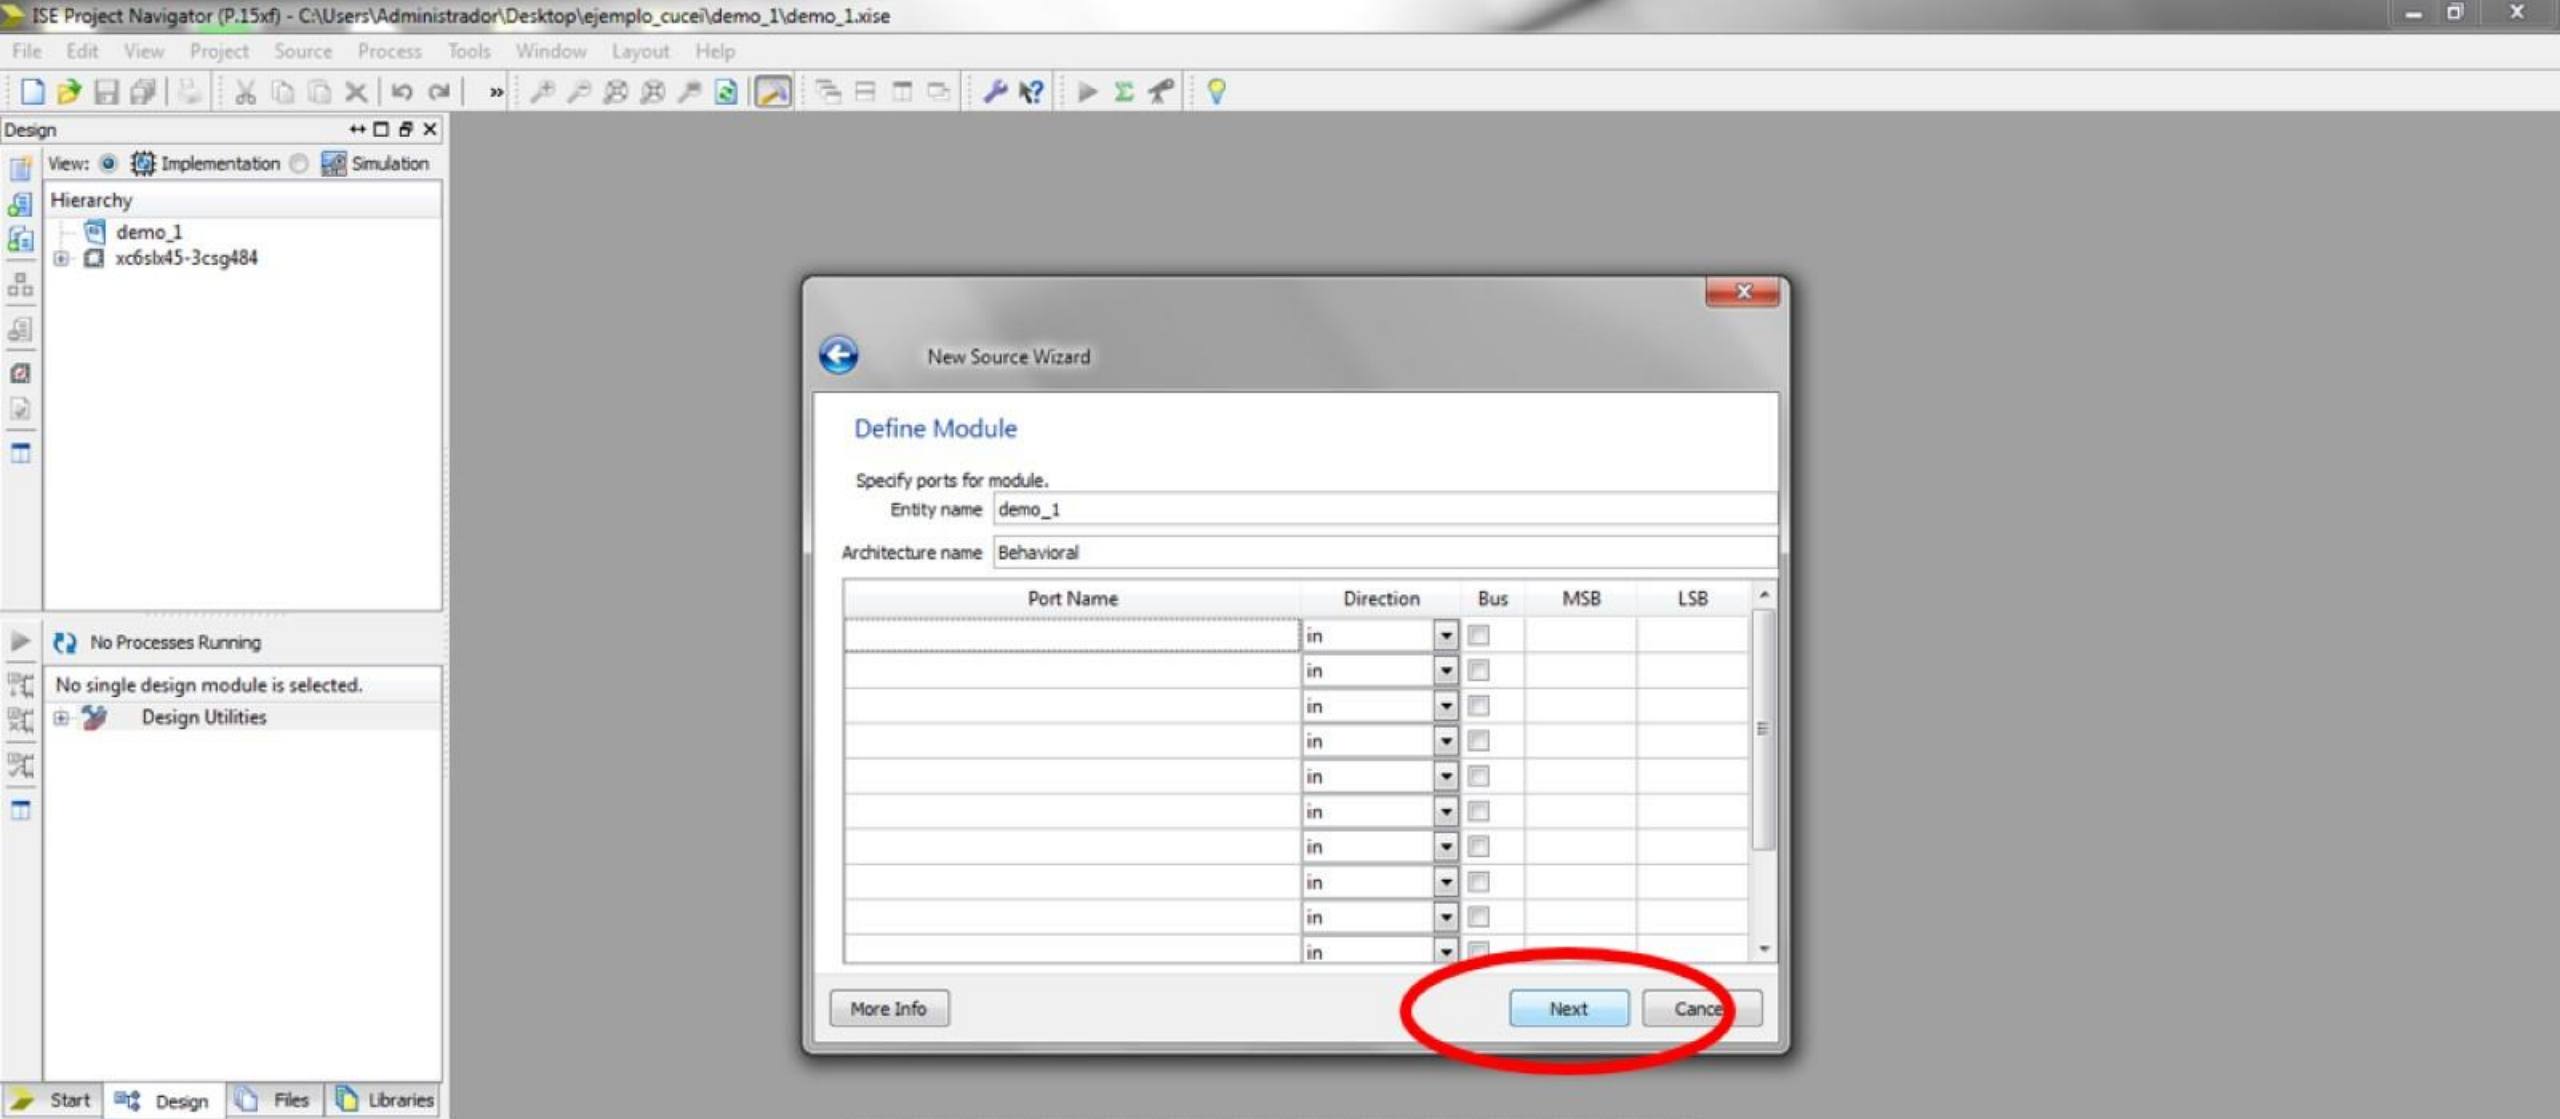 ISE Project Navigator (P.15xf) - C:\Users\Administrador\Desktop\ejemplo_cucei\demo_1\demo_1.xise
File Edit View Project Source Process Tools Window Layout Help
Design
View: Implementation Simulation
Hierarchy
demo_1
xc6slx45-3csg484
No Processes Running
No single design module is selected.
Design Utilities
Start Design Files Libraries
New Source Wizard
Define Module
Specify ports for module.
Entity name demo_1
Architecture name Behavioral
Port Name Direction Bus MSB LSB
in
in
in
in
in
in
in
in
in
in
More Info Next Cancel